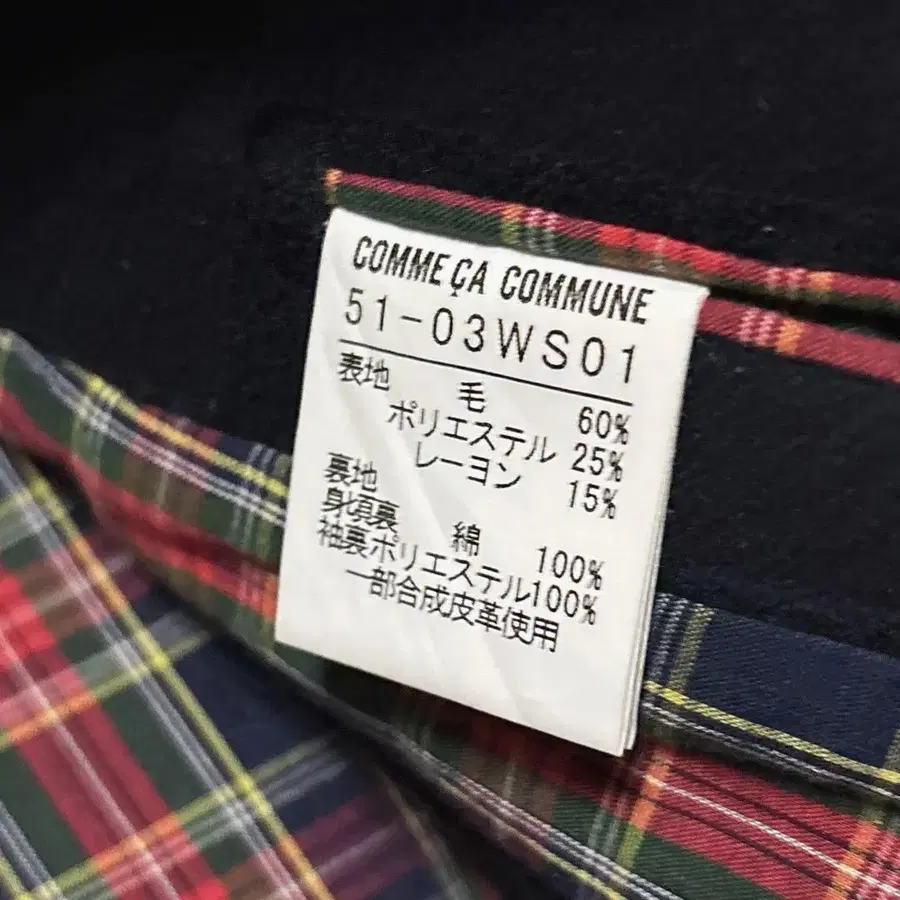 COMME ÇA COMMUNE
51-03WS01
表地 毛 60%
ポリエステル 25%
レーヨン 15%
裏地
身頃裏 綿 100%
袖裏ポリエステル100%
一部合成皮革使用